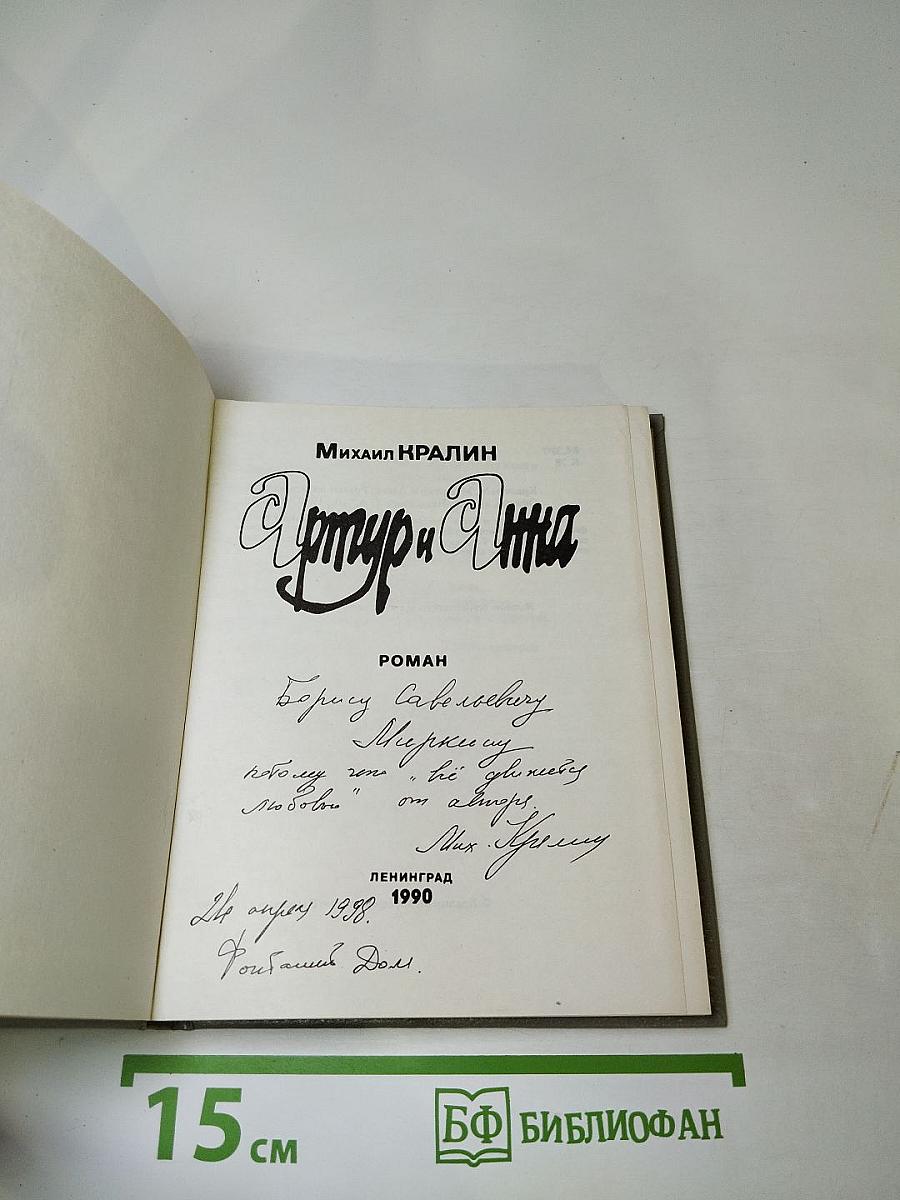 Михаил КРАЛИН
Артур и Анна
РОМАН
Борису Савельевичу
Миркину
потому что "всё движется
любовью" от автора.
Мих. Кралин
ЛЕНИНГРАД
1990
24 апреля 1998.
Фонтанный Дом.
15 см
БФ БИБЛИОФАН